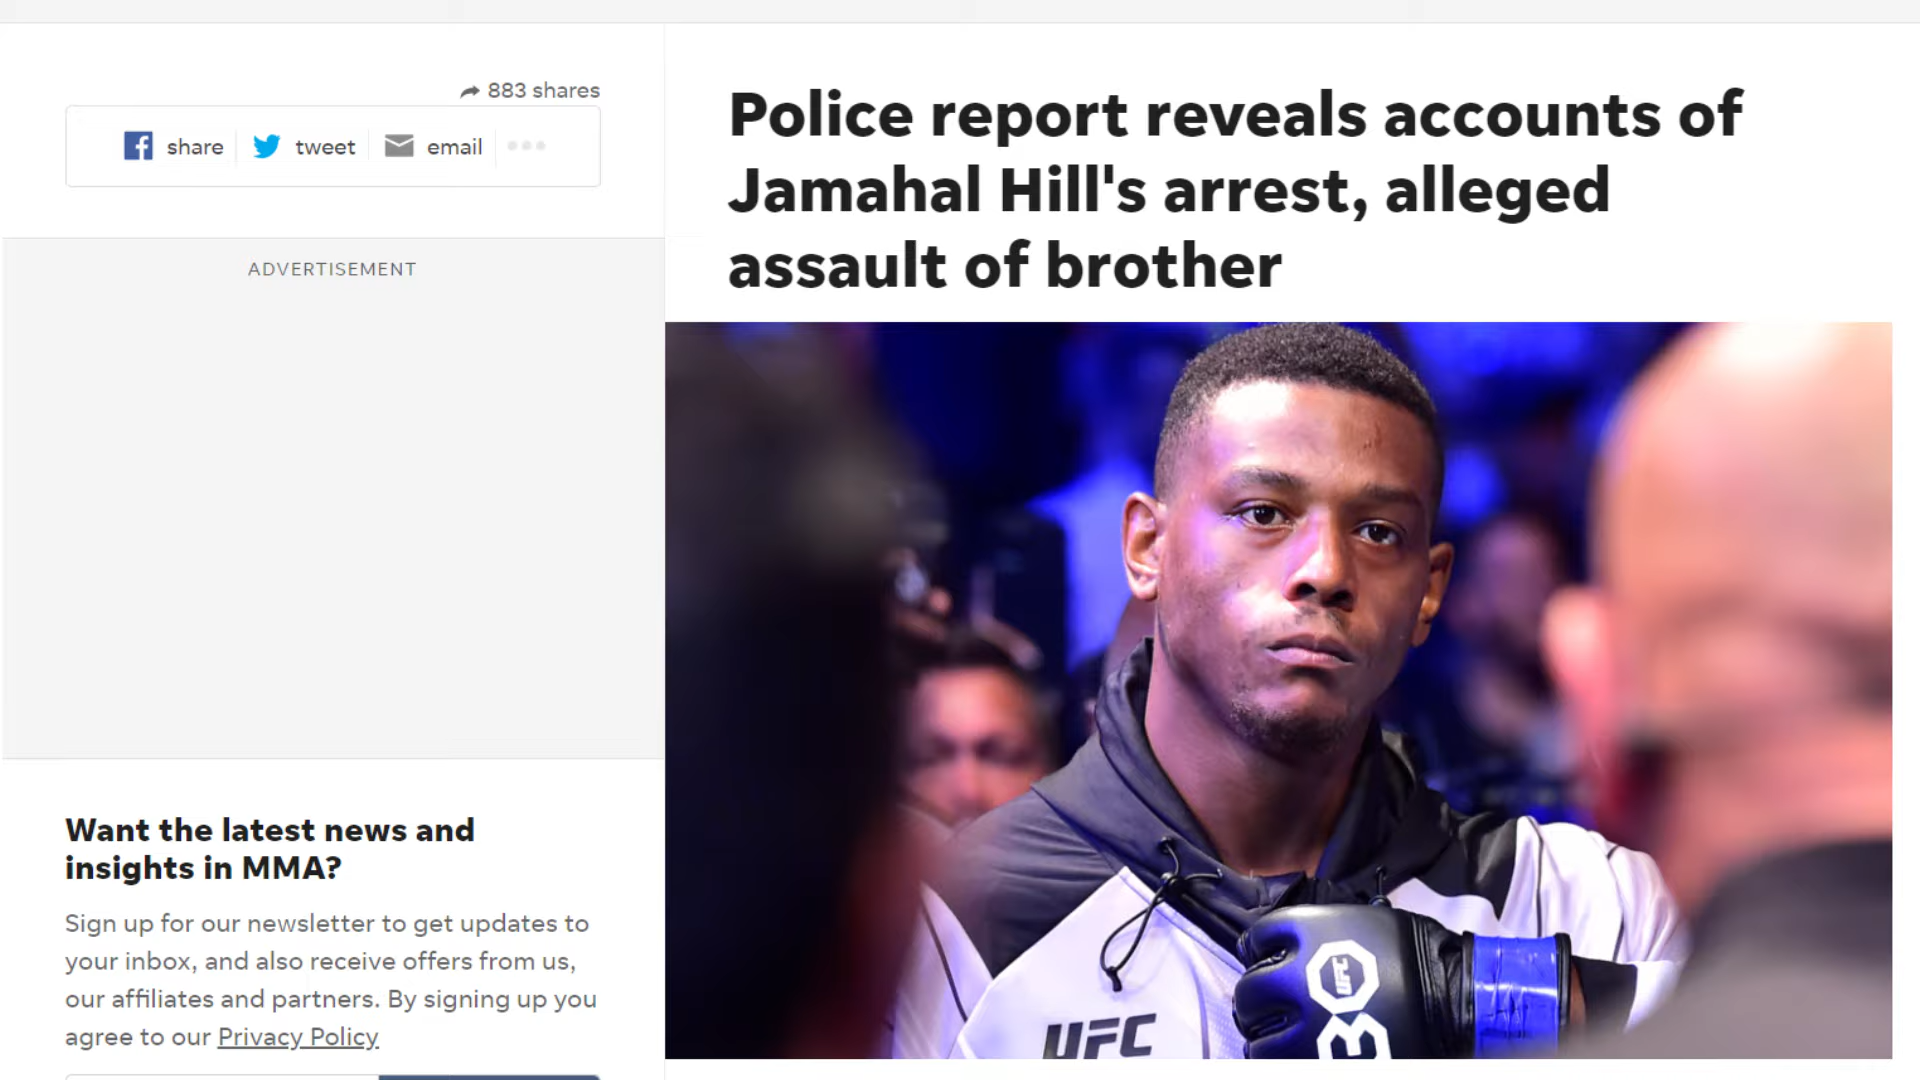 883 shares
share tweet email
ADVERTISEMENT
Want the latest news and
insights in MMA?
Sign up for our newsletter to get updates to
your inbox, and also receive offers from us,
our affiliates and partners. By signing up you
agree to our Privacy Policy
Police report reveals accounts of
Jamahal Hill's arrest, alleged
assault of brother
UFC
UFC
30